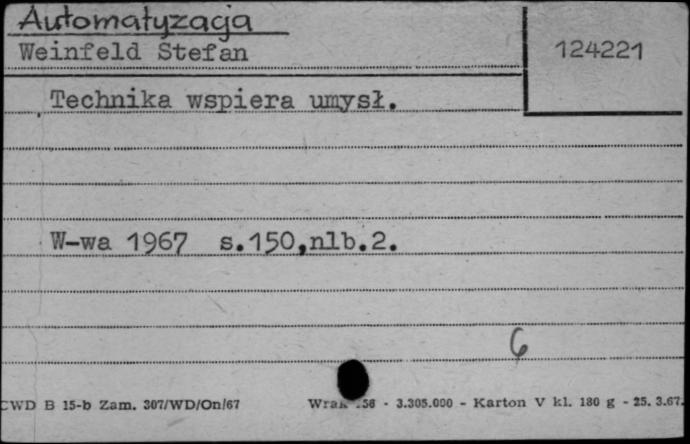 Automatyzacja
Weinfeld Stefan
124221
Technika wspiera umysł.
W-wa 1967 s.150,nlb.2.
6
CWD B 15-b Zam. 307/WD/On/67
56 - 3.305.000 - Karton V kl. 180 g - 25. 3.67.